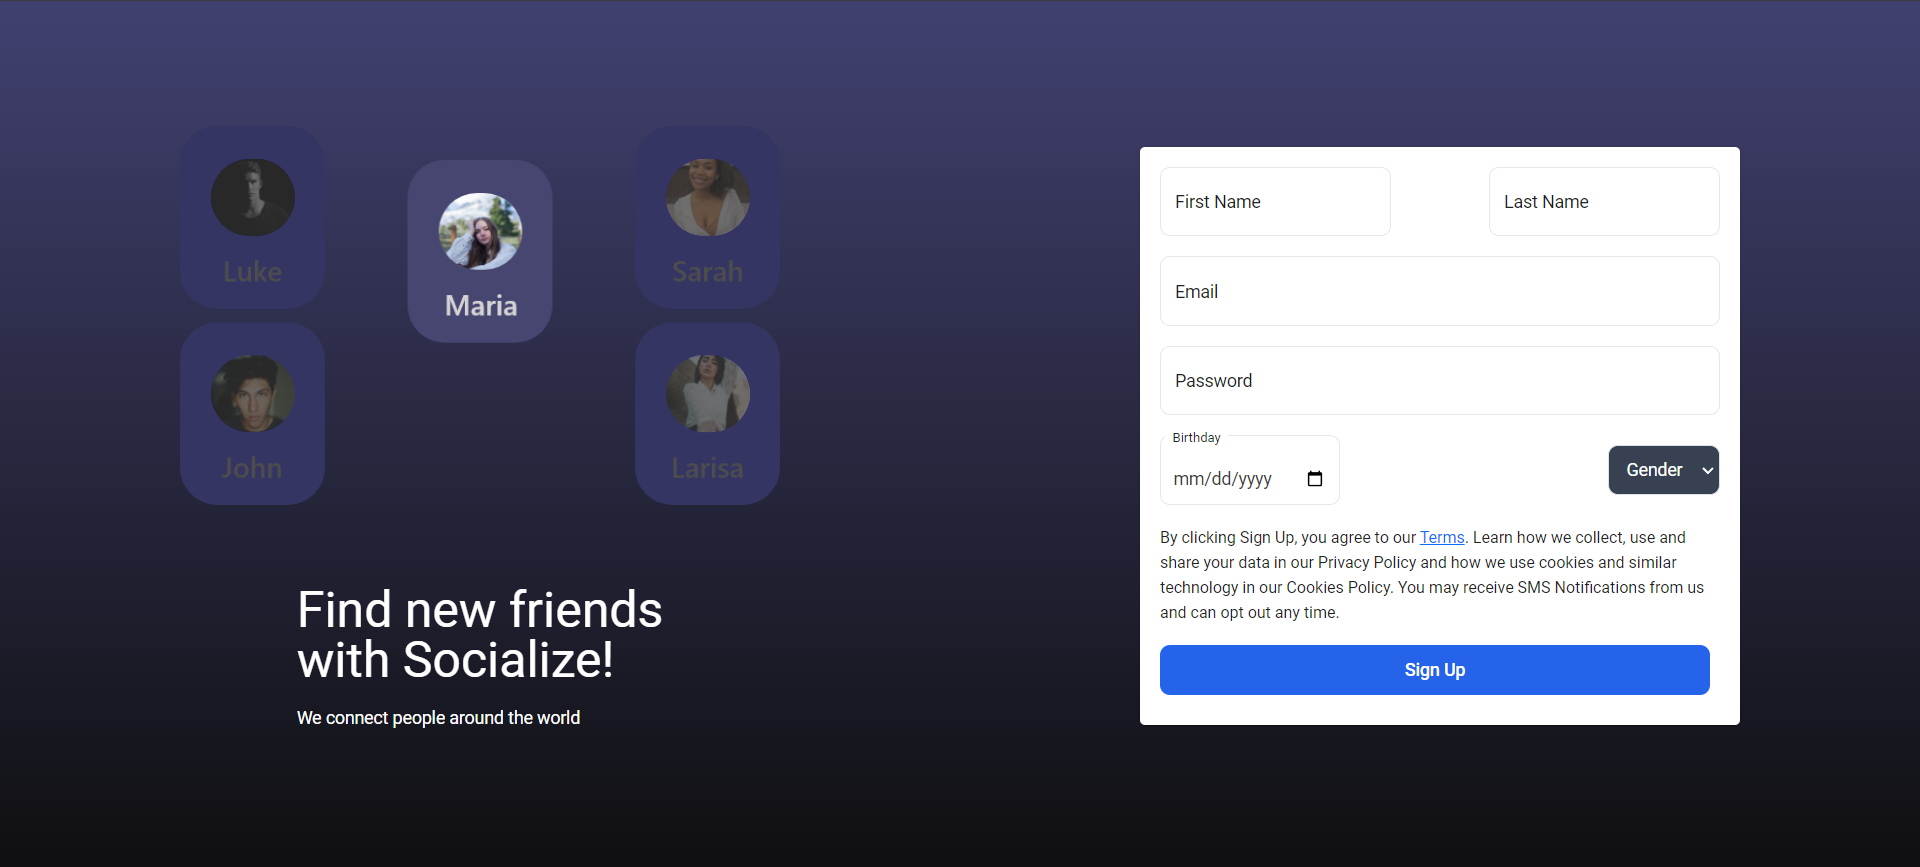 Luke
Maria
Sarah
John
Larisa
Find new friends
with Socialize!
We connect people around the world
First Name
Last Name
Email
Password
Birthday
mm/dd/yyyy
Gender
By clicking Sign Up, you agree to our Terms. Learn how we collect, use and
share your data in our Privacy Policy and how we use cookies and similar
technology in our Cookies Policy. You may receive SMS Notifications from us
and can opt out any time.
Sign Up